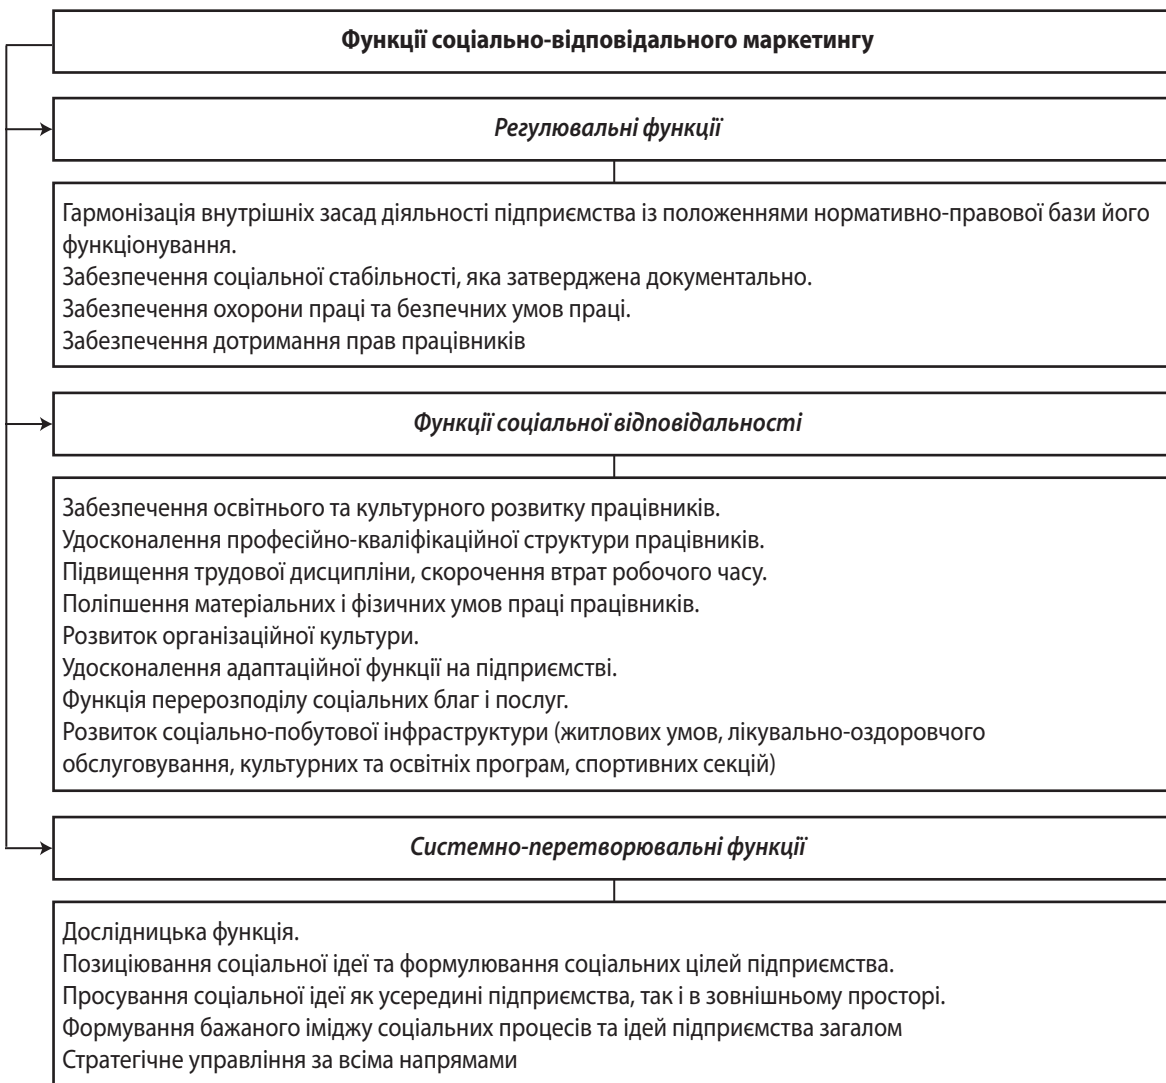 Функції соціально-відповідального маркетингу
Регулювальні функції
Гармонізація внутрішніх засад діяльності підприємства із положеннями нормативно-правової бази його
функціонування.
Забезпечення соціальної стабільності, яка затверджена документально.
Забезпечення охорони праці та безпечних умов праці.
Забезпечення дотримання прав працівників
Функції соціальної відповідальності
Забезпечення освітнього та культурного розвитку працівників.
Удосконалення професійно-кваліфікаційної структури працівників.
Підвищення трудової дисципліни, скорочення втрат робочого часу.
Поліпшення матеріальних і фізичних умов праці працівників.
Розвиток організаційної культури.
Удосконалення адаптаційної функції на підприємстві.
Функція перерозподілу соціальних благ і послуг.
Розвиток соціально-побутової інфраструктури (житлових умов, лікувально-оздоровчого
обслуговування, культурних та освітніх програм, спортивних секцій)
Системно-перетворювальні функції
Дослідницька функція.
Позиціювання соціальної ідеї та формулювання соціальних цілей підприємства.
Просування соціальної ідеї як усередині підприємства, так і в зовнішньому просторі.
Формування бажаного іміджу соціальних процесів та ідей підприємства загалом
Стратегічне управління за всіма напрямами